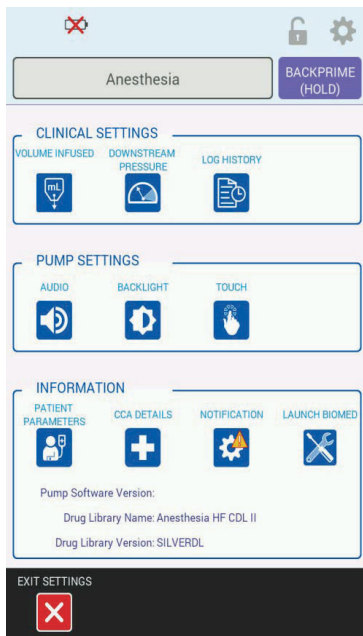 Anesthesia
BACKPRIME
(HOLD)
CLINICAL SETTINGS
VOLUME INFUSED
DOWNSTREAM
PRESSURE
LOG HISTORY
mL
PUMP SETTINGS
AUDIO
BACKLIGHT
TOUCH
INFORMATION
PATIENT
PARAMETERS
CCA DETAILS
NOTIFICATION
LAUNCH BIOMED
Pump Software Version:
Drug Library Name: Anesthesia HF CDL II
Drug Library Version: SILVERDL
EXIT SETTINGS